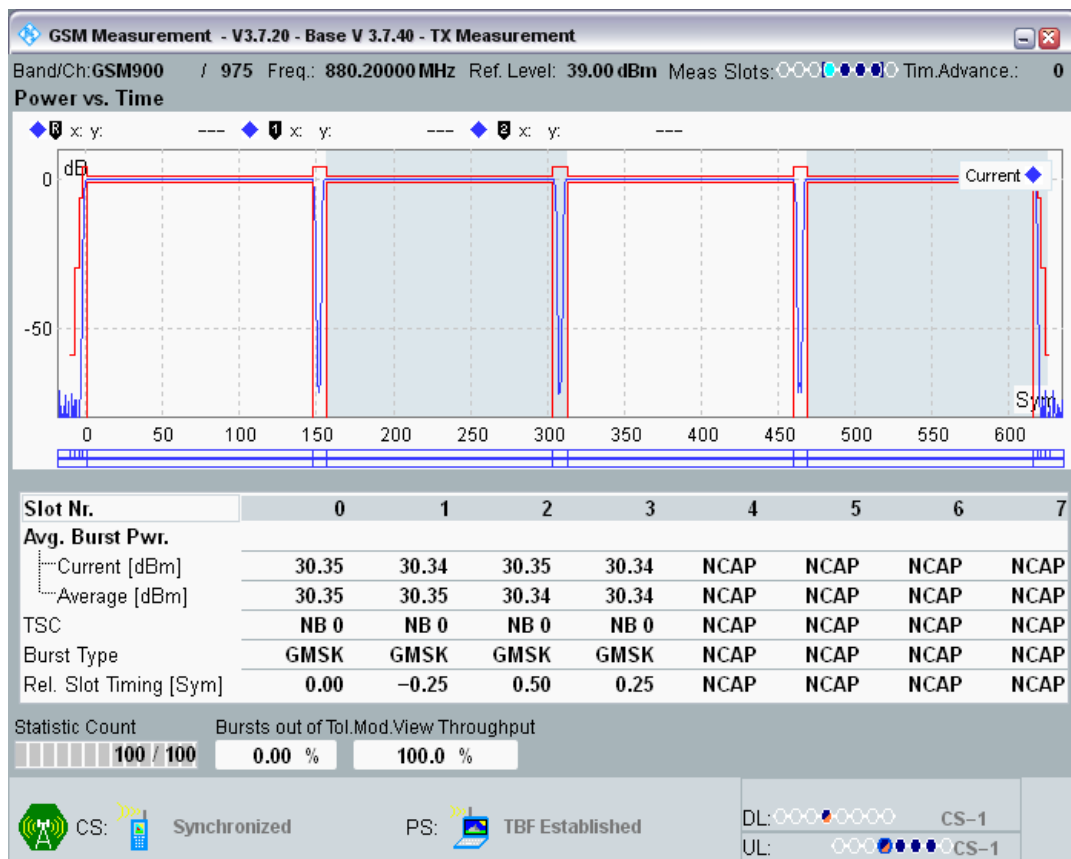 GSM Measurement - V3.7.20 - Base V 3.7.40 - TX Measurement
Band/Ch:GSM900 / 975 Freq.: 880.20000 MHz Ref. Level: 39.00 dBm Meas Slots: Tim.Advance.: 0
Power vs. Time
R x: y: --- 1 x: y: --- 2 x: y: ---
dB
Current
0
-50
Sym
0 50 100 150 200 250 300 350 400 450 500 550 600
Slot Nr. 0 1 2 3 4 5 6 7
Avg. Burst Pwr.
Current [dBm] 30.35 30.34 30.35 30.34 NCAP NCAP NCAP NCAP
Average [dBm] 30.35 30.35 30.34 30.34 NCAP NCAP NCAP NCAP
TSC NB 0 NB 0 NB 0 NB 0 NCAP NCAP NCAP NCAP
Burst Type GMSK GMSK GMSK GMSK NCAP NCAP NCAP NCAP
Rel. Slot Timing [Sym] 0.00 −0.25 0.50 0.25 NCAP NCAP NCAP NCAP
Statistic Count Bursts out of Tol.Mod.View Throughput
100 / 100 0.00 % 100.0 %
CS: Synchronized PS: TBF Established
DL: CS−1
UL: CS−1